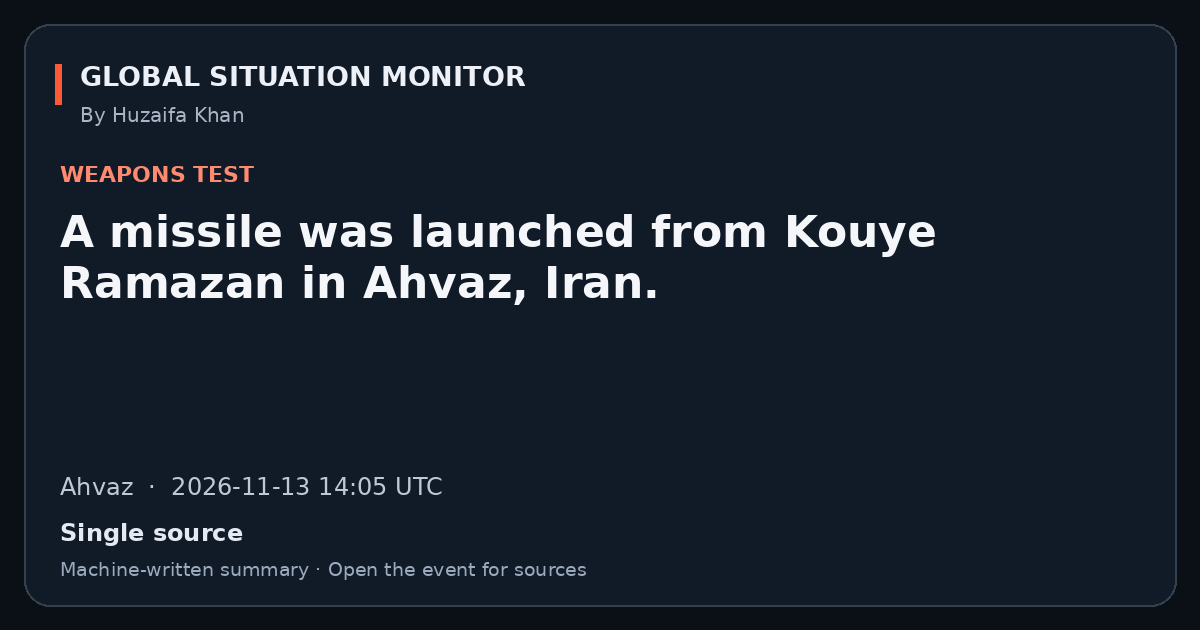 GLOBAL SITUATION MONITOR
By Huzaifa Khan
WEAPONS TEST
A missile was launched from Kouye
Ramazan in Ahvaz, Iran.
Ahvaz · 2026-11-13 14:05 UTC
Single source
Machine-written summary · Open the event for sources